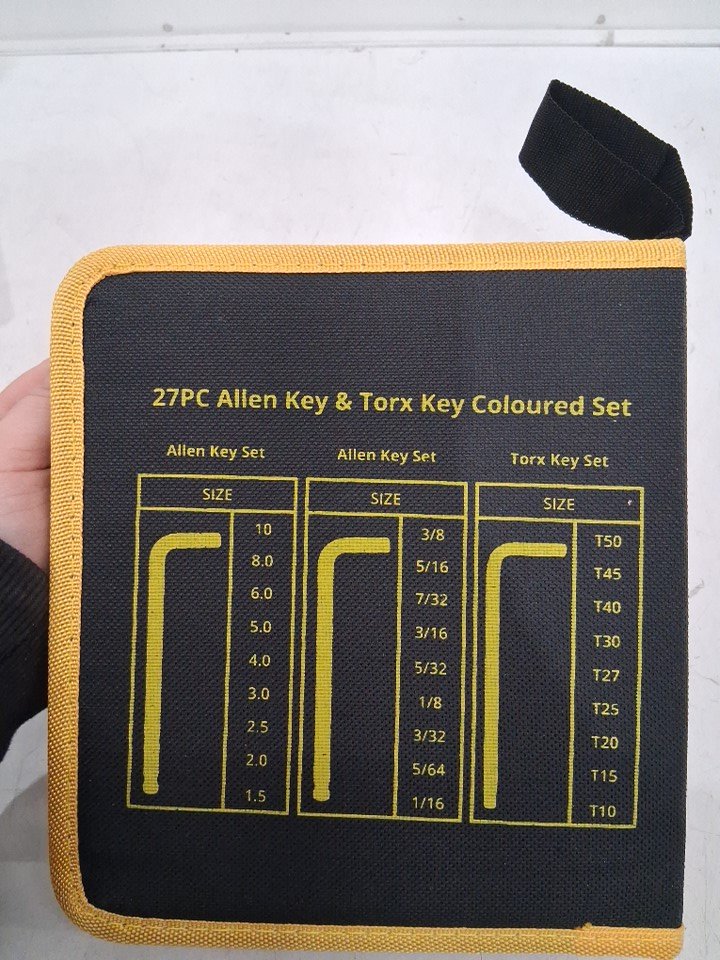 27PC Allen Key & Torx Key Coloured Set
Allen Key Set
SIZE
10
8.0
6.0
5.0
4.0
3.0
2.5
2.0
1.5
Allen Key Set
SIZE
3/8
5/16
7/32
3/16
5/32
1/8
3/32
5/64
1/16
Torx Key Set
SIZE
T50
T45
T40
T30
T27
T25
T20
T15
T10